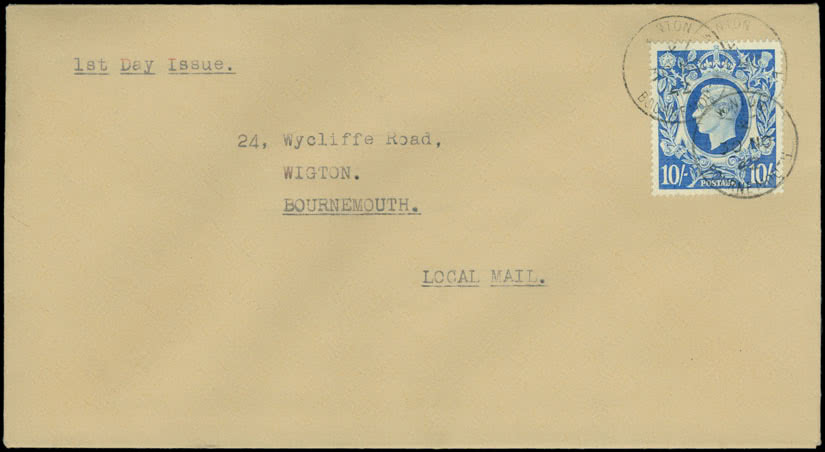 1st Day Issue.
24, Wycliffe Road,
WIGTON.
BOURNEMOUTH.
LOCAL MAIL.
10/- POSTAGE 10/-